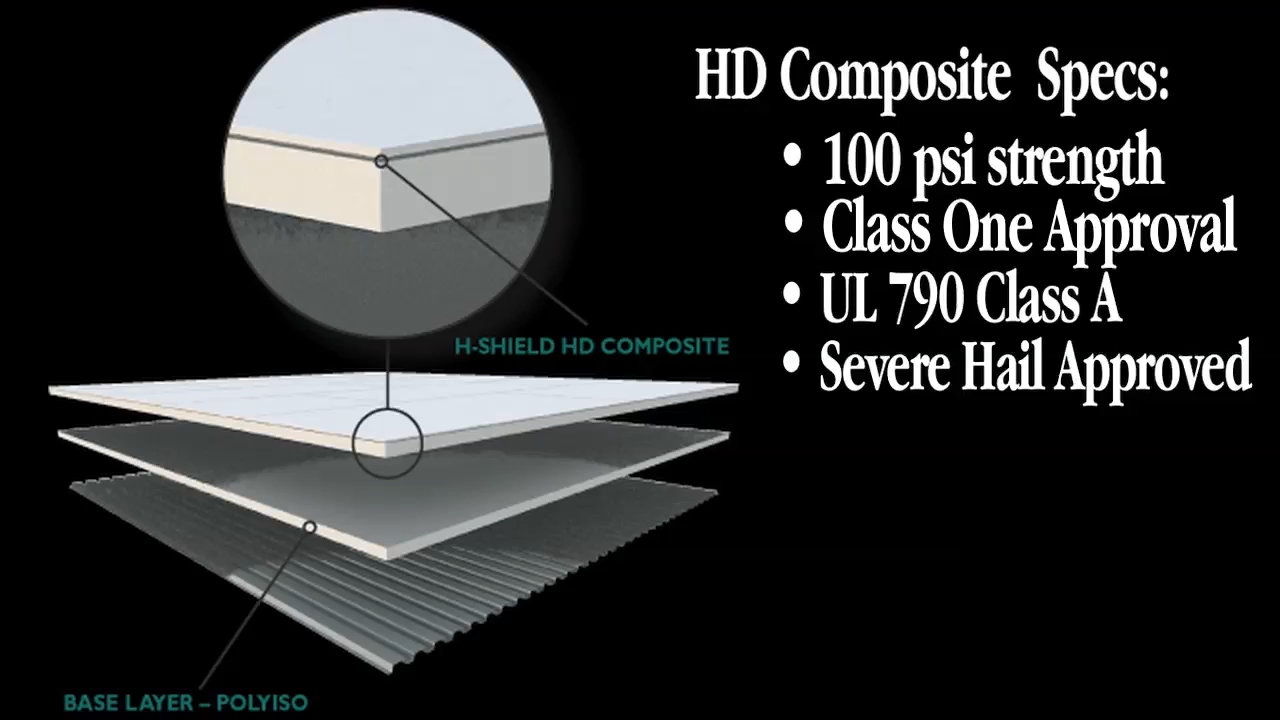 HD Composite Specs:
• 100 psi strength
• Class One Approval
• UL 790 Class A
• Severe Hail Approved
H-SHIELD HD COMPOSITE
BASE LAYER – POLYISO